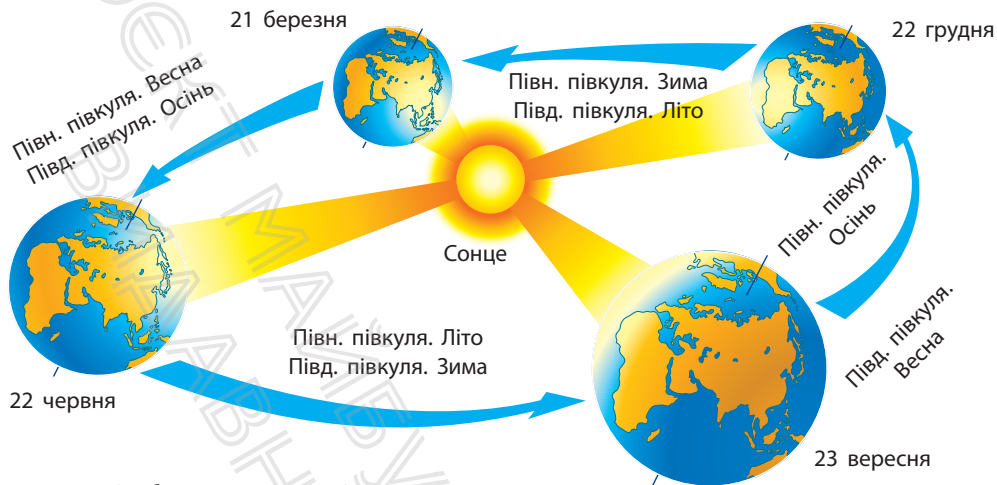 21 березня
22 грудня
Півн. півкуля. Зима
Півд. півкуля. Літо
Півн. півкуля. Весна
Півд. півкуля. Осінь
Сонце
Півн. півкуля.
Осінь
Півд. півкуля.
Весна
Півн. півкуля. Літо
Півд. півкуля. Зима
22 червня
23 вересня